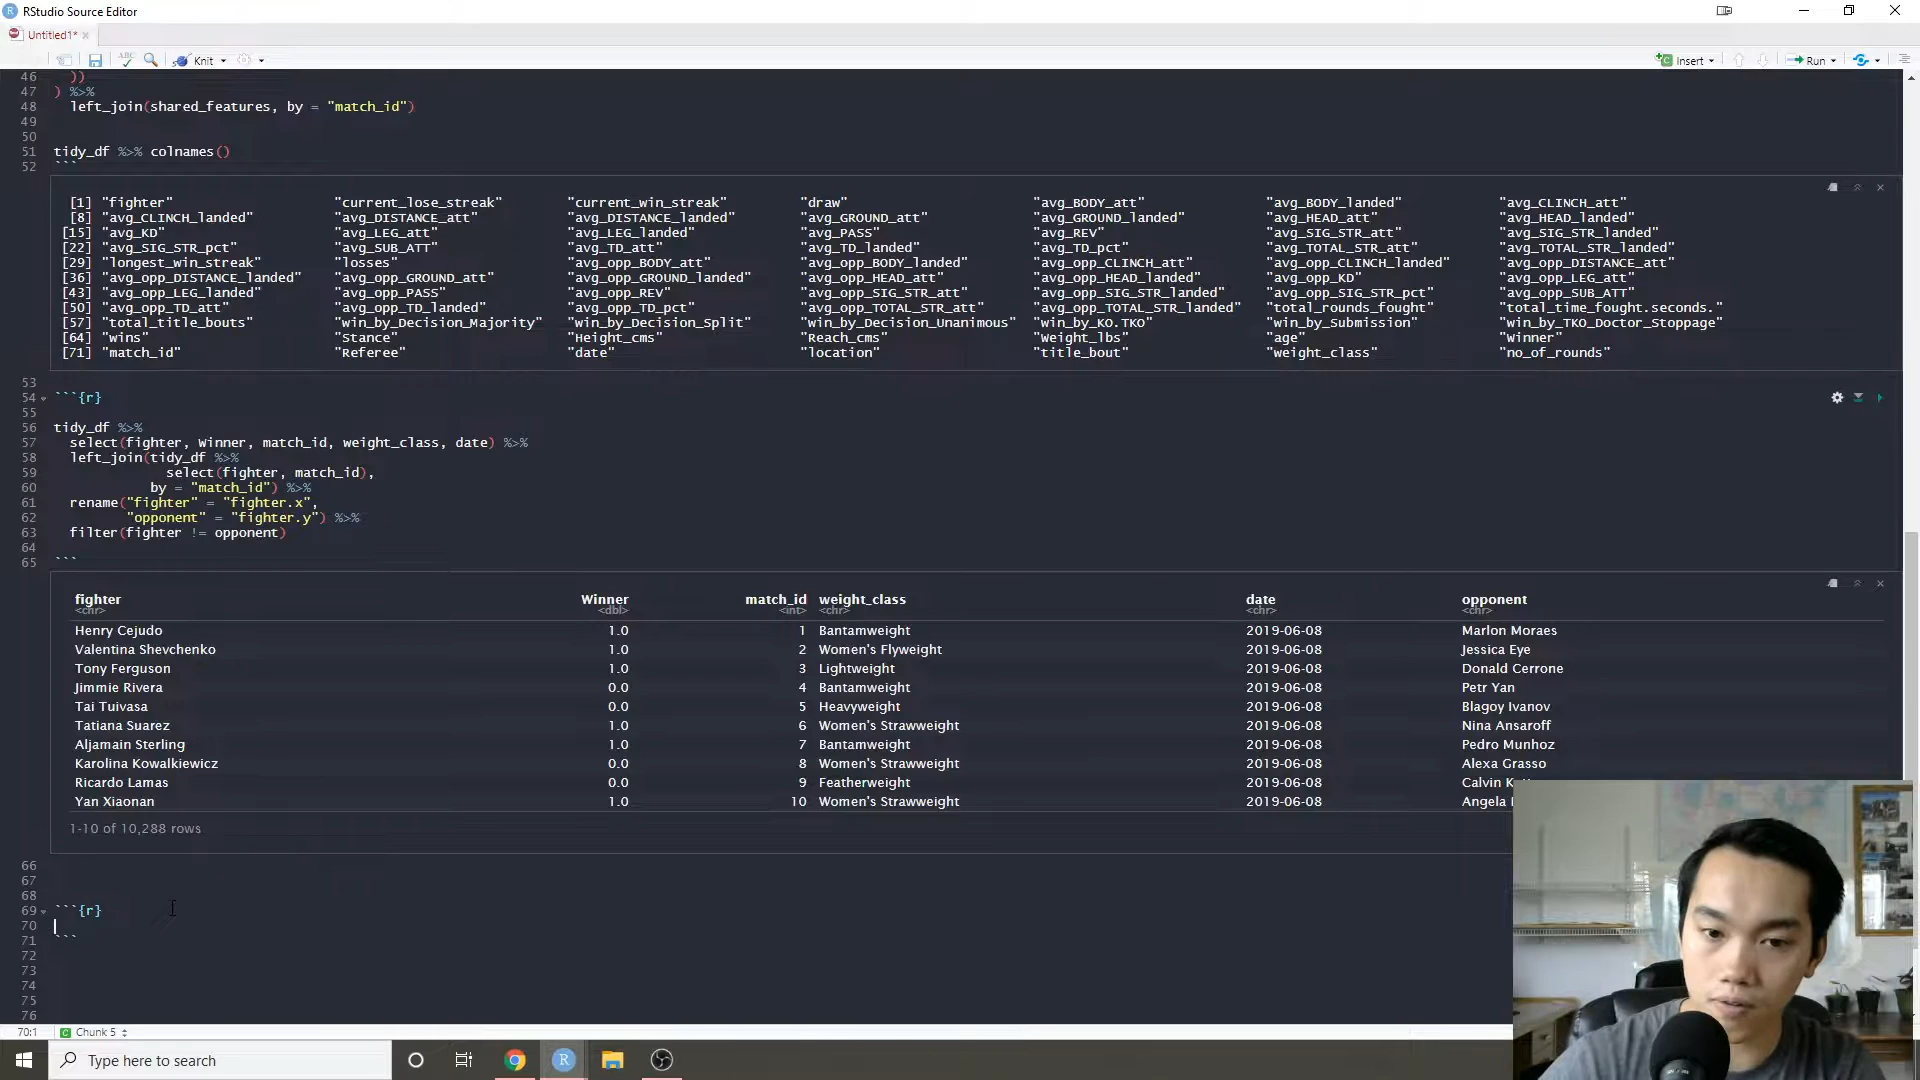 RStudio Source Editor
Untitled1*
Knit
Insert
Run
46 ))
47 ) %>%
48 left_join(shared_features, by = "match_id")
49
50
51 tidy_df %>% colnames()
52 ```
[1] "fighter" "current_lose_streak" "current_win_streak" "draw" "avg_BODY_att" "avg_BODY_landed" "avg_CLINCH_att"
[8] "avg_CLINCH_landed" "avg_DISTANCE_att" "avg_DISTANCE_landed" "avg_GROUND_att" "avg_GROUND_landed" "avg_HEAD_att" "avg_HEAD_landed"
[15] "avg_KD" "avg_LEG_att" "avg_LEG_landed" "avg_PASS" "avg_REV" "avg_SIG_STR_att" "avg_SIG_STR_landed"
[22] "avg_SIG_STR_pct" "avg_SUB_ATT" "avg_TD_att" "avg_TD_landed" "avg_TD_pct" "avg_TOTAL_STR_att" "avg_TOTAL_STR_landed"
[29] "longest_win_streak" "losses" "avg_opp_BODY_att" "avg_opp_BODY_landed" "avg_opp_CLINCH_att" "avg_opp_CLINCH_landed" "avg_opp_DISTANCE_att"
[36] "avg_opp_DISTANCE_landed" "avg_opp_GROUND_att" "avg_opp_GROUND_landed" "avg_opp_HEAD_att" "avg_opp_HEAD_landed" "avg_opp_KD" "avg_opp_LEG_att"
[43] "avg_opp_LEG_landed" "avg_opp_PASS" "avg_opp_REV" "avg_opp_SIG_STR_att" "avg_opp_SIG_STR_landed" "avg_opp_SIG_STR_pct" "avg_opp_SUB_ATT"
[50] "avg_opp_TD_att" "avg_opp_TD_landed" "avg_opp_TD_pct" "avg_opp_TOTAL_STR_att" "avg_opp_TOTAL_STR_landed" "total_rounds_fought" "total_time_fought.seconds."
[57] "total_title_bouts" "win_by_Decision_Majority" "win_by_Decision_Split" "win_by_Decision_Unanimous" "win_by_KO.TKO" "win_by_Submission" "win_by_TKO_Doctor_Stoppage"
[64] "wins" "Stance" "Height_cms" "Reach_cms" "Weight_lbs" "age" "Winner"
[71] "match_id" "Referee" "date" "location" "title_bout" "weight_class" "no_of_rounds"
53
54 ```{r}
55
56 tidy_df %>%
57 select(fighter, Winner, match_id, weight_class, date) %>%
58 left_join(tidy_df %>%
59 select(fighter, match_id),
60 by = "match_id") %>%
61 rename("fighter" = "fighter.x",
62 "opponent" = "fighter.y") %>%
63 filter(fighter != opponent)
64
65 ```
fighter Winner match_id weight_class date opponent
<chr> <dbl> <int> <chr> <chr> <chr>
Henry Cejudo 1.0 1 Bantamweight 2019-06-08 Marlon Moraes
Valentina Shevchenko 1.0 2 Women's Flyweight 2019-06-08 Jessica Eye
Tony Ferguson 1.0 3 Lightweight 2019-06-08 Donald Cerrone
Jimmie Rivera 0.0 4 Bantamweight 2019-06-08 Petr Yan
Tai Tuivasa 0.0 5 Heavyweight 2019-06-08 Blagoy Ivanov
Tatiana Suarez 1.0 6 Women's Strawweight 2019-06-08 Nina Ansaroff
Aljamain Sterling 1.0 7 Bantamweight 2019-06-08 Pedro Munhoz
Karolina Kowalkiewicz 0.0 8 Women's Strawweight 2019-06-08 Alexa Grasso
Ricardo Lamas 0.0 9 Featherweight 2019-06-08 Calvin
Yan Xiaonan 1.0 10 Women's Strawweight 2019-06-08 Angela
1-10 of 10,288 rows
66
67
68
69 ```{r}
70
71 ```
72
73
74
75
76
70:1 Chunk 5
Type here to search